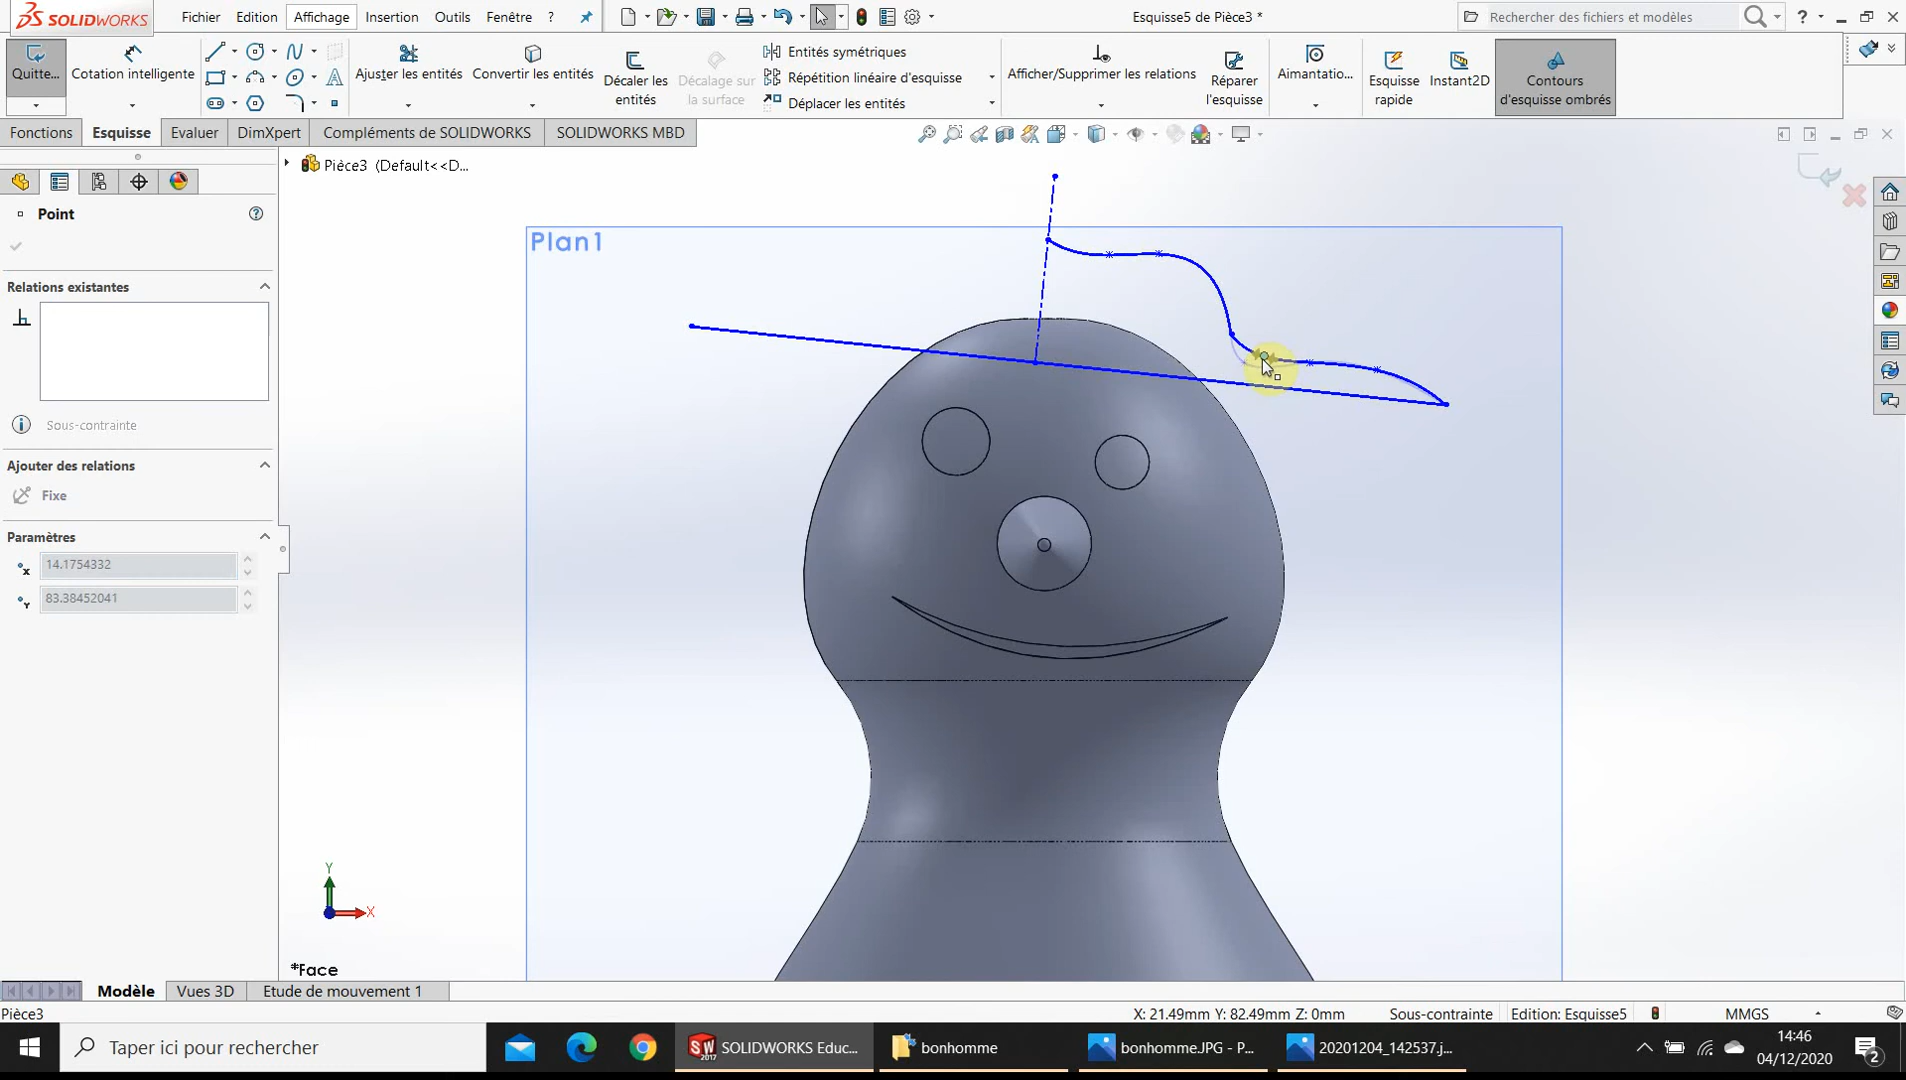 SOLIDWORKS
Fichier Edition Affichage Insertion Outils Fenêtre ?
Esquisse5 de Pièce3 *
Rechercher des fichiers et modèles
Quitte...
Cotation intelligente
Ajuster les entités
Convertir les entités
Décaler les entités
Décalage sur la surface
Entités symétriques
Répétition linéaire d'esquisse
Déplacer les entités
Afficher/Supprimer les relations
Réparer l'esquisse
Aimantatio...
Esquisse rapide
Instant2D
Contours d'esquisse ombrés
Fonctions Esquisse Evaluer DimXpert Compléments de SOLIDWORKS SOLIDWORKS MBD
Pièce3 (Default<<D...
Point
Relations existantes
Sous-contrainte
Ajouter des relations
Fixe
Paramètres
x 14.1754332
Y 83.38452041
Plan1
Y
X
*Face
Modèle Vues 3D Etude de mouvement 1
Pièce3
X: 21.49mm Y: 82.49mm Z: 0mm
Sous-contrainte
Edition: Esquisse5
MMGS
Taper ici pour rechercher
SW 2017 SOLIDWORKS Educ...
bonhomme
bonhomme.JPG - P...
20201204_142537.j...
14:46
04/12/2020
2